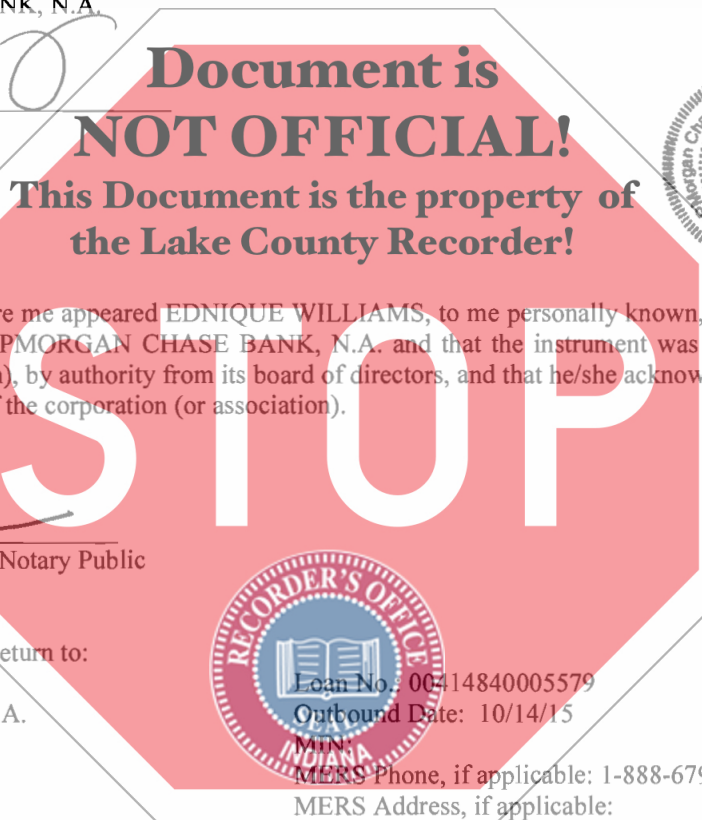 NK, N.A.
Document is
NOT OFFICIAL!
This Document is the property of
the Lake County Recorder!
re me appeared EDNIQUE WILLIAMS, to me personally known,
PMORGAN CHASE BANK, N.A. and that the instrument was
), by authority from its board of directors, and that he/she acknow
f the corporation (or association).
STOP
Notary Public
RECORDER'S OFFICE
SEAL
INDIANA
eturn to:
Loan No.: 00414840005579
A.
Outbound Date: 10/14/15
MIN:
MERS Phone, if applicable: 1-888-679
MERS Address, if applicable: